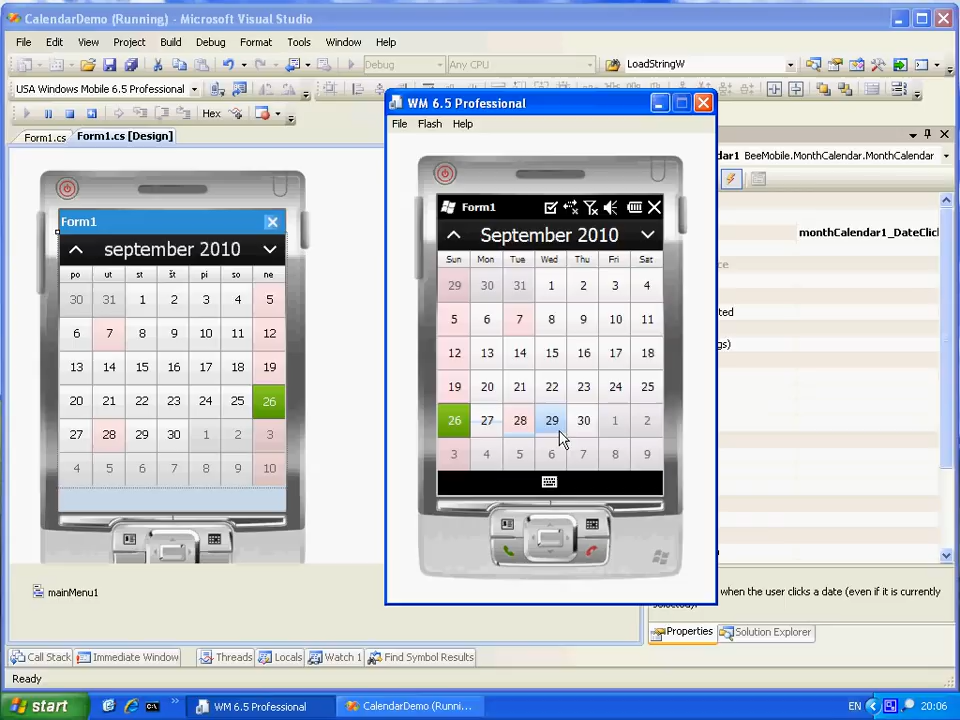 CalendarDemo (Running) - Microsoft Visual Studio
File Edit View Project Build Debug Format Tools Window Help
Debug Any CPU LoadStringW
USA Windows Mobile 6.5 Professional
Hex
Form1.cs Form1.cs [Design]
Form1
september 2010
po ut st št pi so ne
30 31 1 2 3 4 5
6 7 8 9 10 11 12
13 14 15 16 17 18 19
20 21 22 23 24 25 26
27 28 29 30 1 2 3
4 5 6 7 8 9 10
mainMenu1
WM 6.5 Professional
File Flash Help
Form1
September 2010
Sun Mon Tue Wed Thu Fri Sat
29 30 31 1 2 3 4
5 6 7 8 9 10 11
12 13 14 15 16 17 18
19 20 21 22 23 24 25
26 27 28 29 30 1 2
3 4 5 6 7 8 9
BeeMobile.MonthCalendar.MonthCalendar
monthCalendar1_DateClick
when the user clicks a date (even if it is currently
Properties Solution Explorer
Call Stack Immediate Window Threads Locals Watch 1 Find Symbol Results
Ready
start WM 6.5 Professional CalendarDemo (Runni... EN 20:06